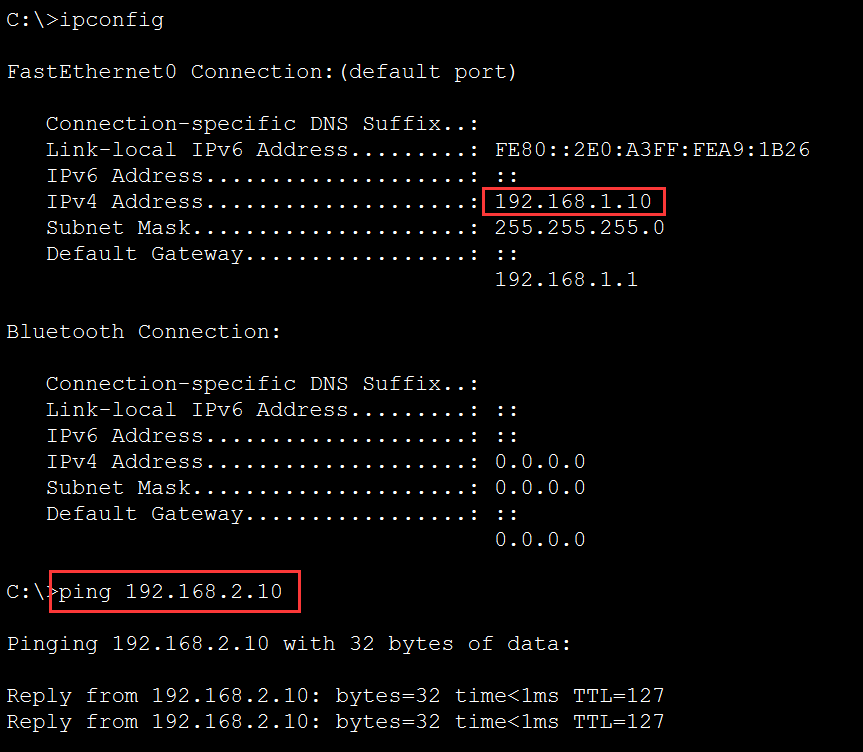 C:\>ipconfig
FastEthernet0 Connection:(default port)
Connection-specific DNS Suffix..:
Link-local IPv6 Address.........: FE80::2E0:A3FF:FEA9:1B26
IPv6 Address....................: ::
IPv4 Address....................: 192.168.1.10
Subnet Mask.....................: 255.255.255.0
Default Gateway.................: ::
192.168.1.1
Bluetooth Connection:
Connection-specific DNS Suffix..:
Link-local IPv6 Address.........: ::
IPv6 Address....................: ::
IPv4 Address....................: 0.0.0.0
Subnet Mask.....................: 0.0.0.0
Default Gateway.................: ::
0.0.0.0
C:\>ping 192.168.2.10
Pinging 192.168.2.10 with 32 bytes of data:
Reply from 192.168.2.10: bytes=32 time<1ms TTL=127
Reply from 192.168.2.10: bytes=32 time<1ms TTL=127